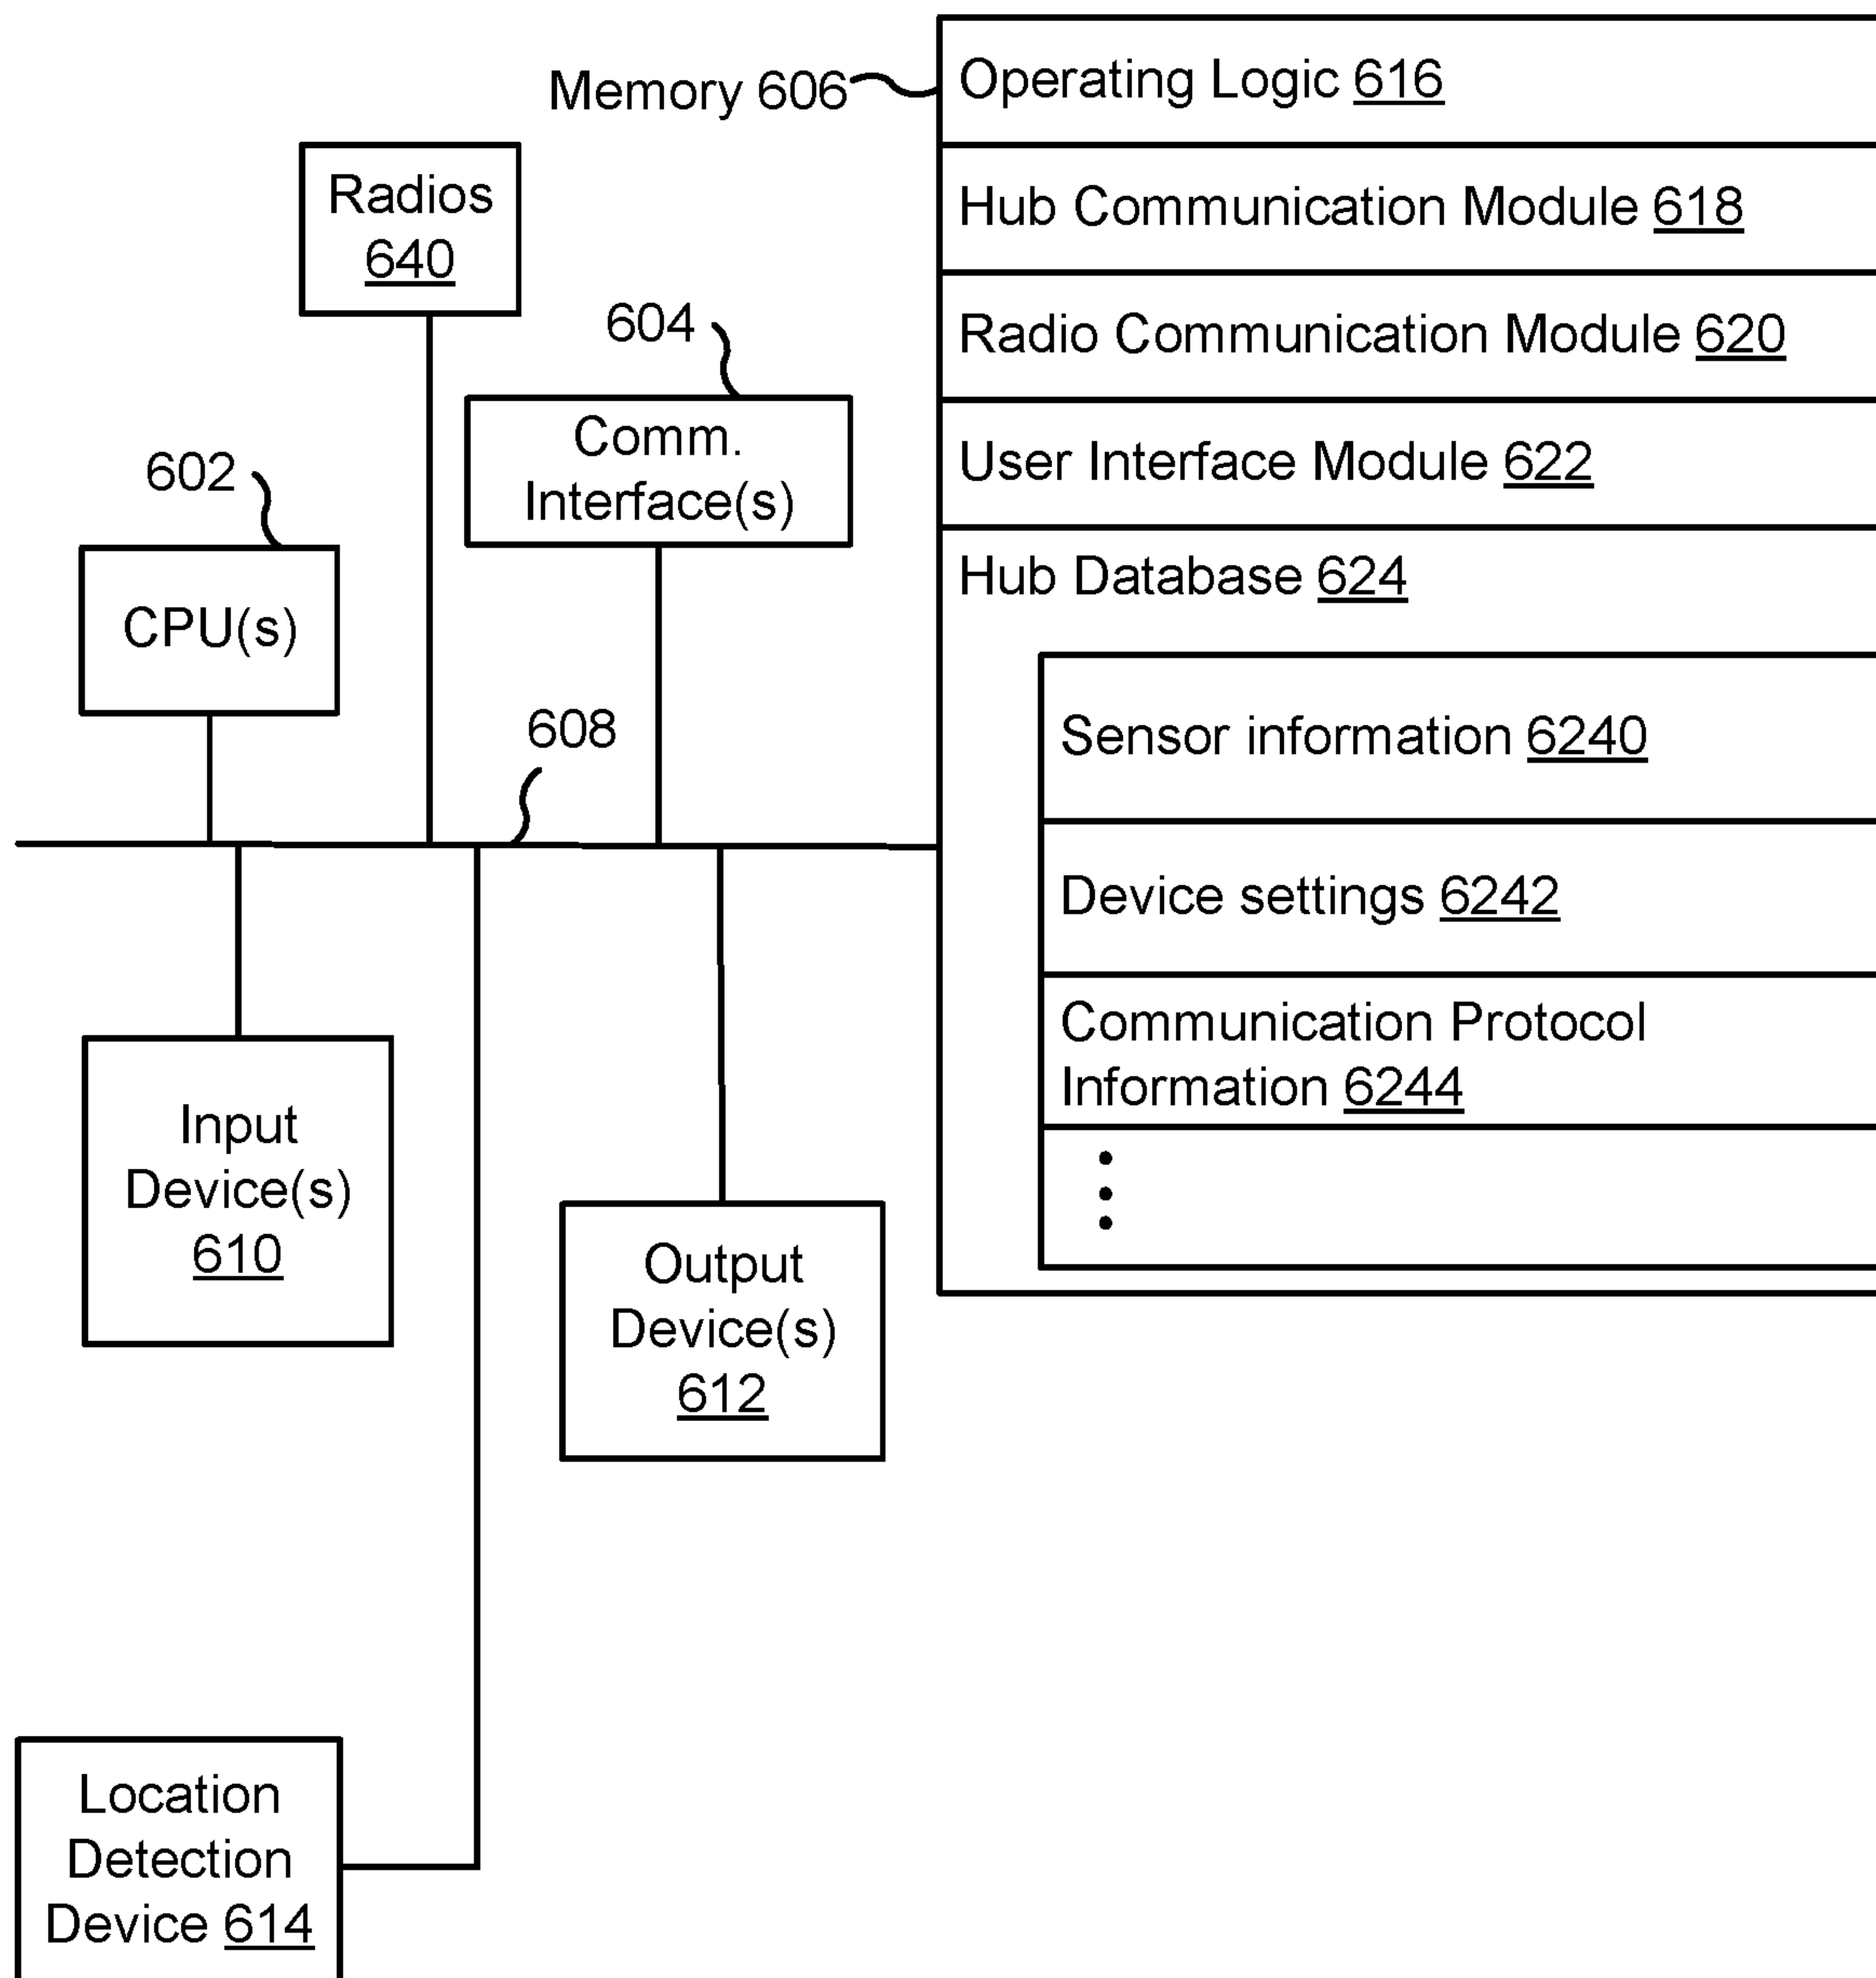 Memory 606
Operating Logic 616
Radios
640
Hub Communication Module 618
604
Radio Communication Module 620
Comm.
Interface(s)
602
User Interface Module 622
CPU(s)
Hub Database 624
608
Sensor information 6240
Device settings 6242
Communication Protocol
Information 6244
Input
Device(s)
610
Output
Device(s)
612
Location
Detection
Device 614